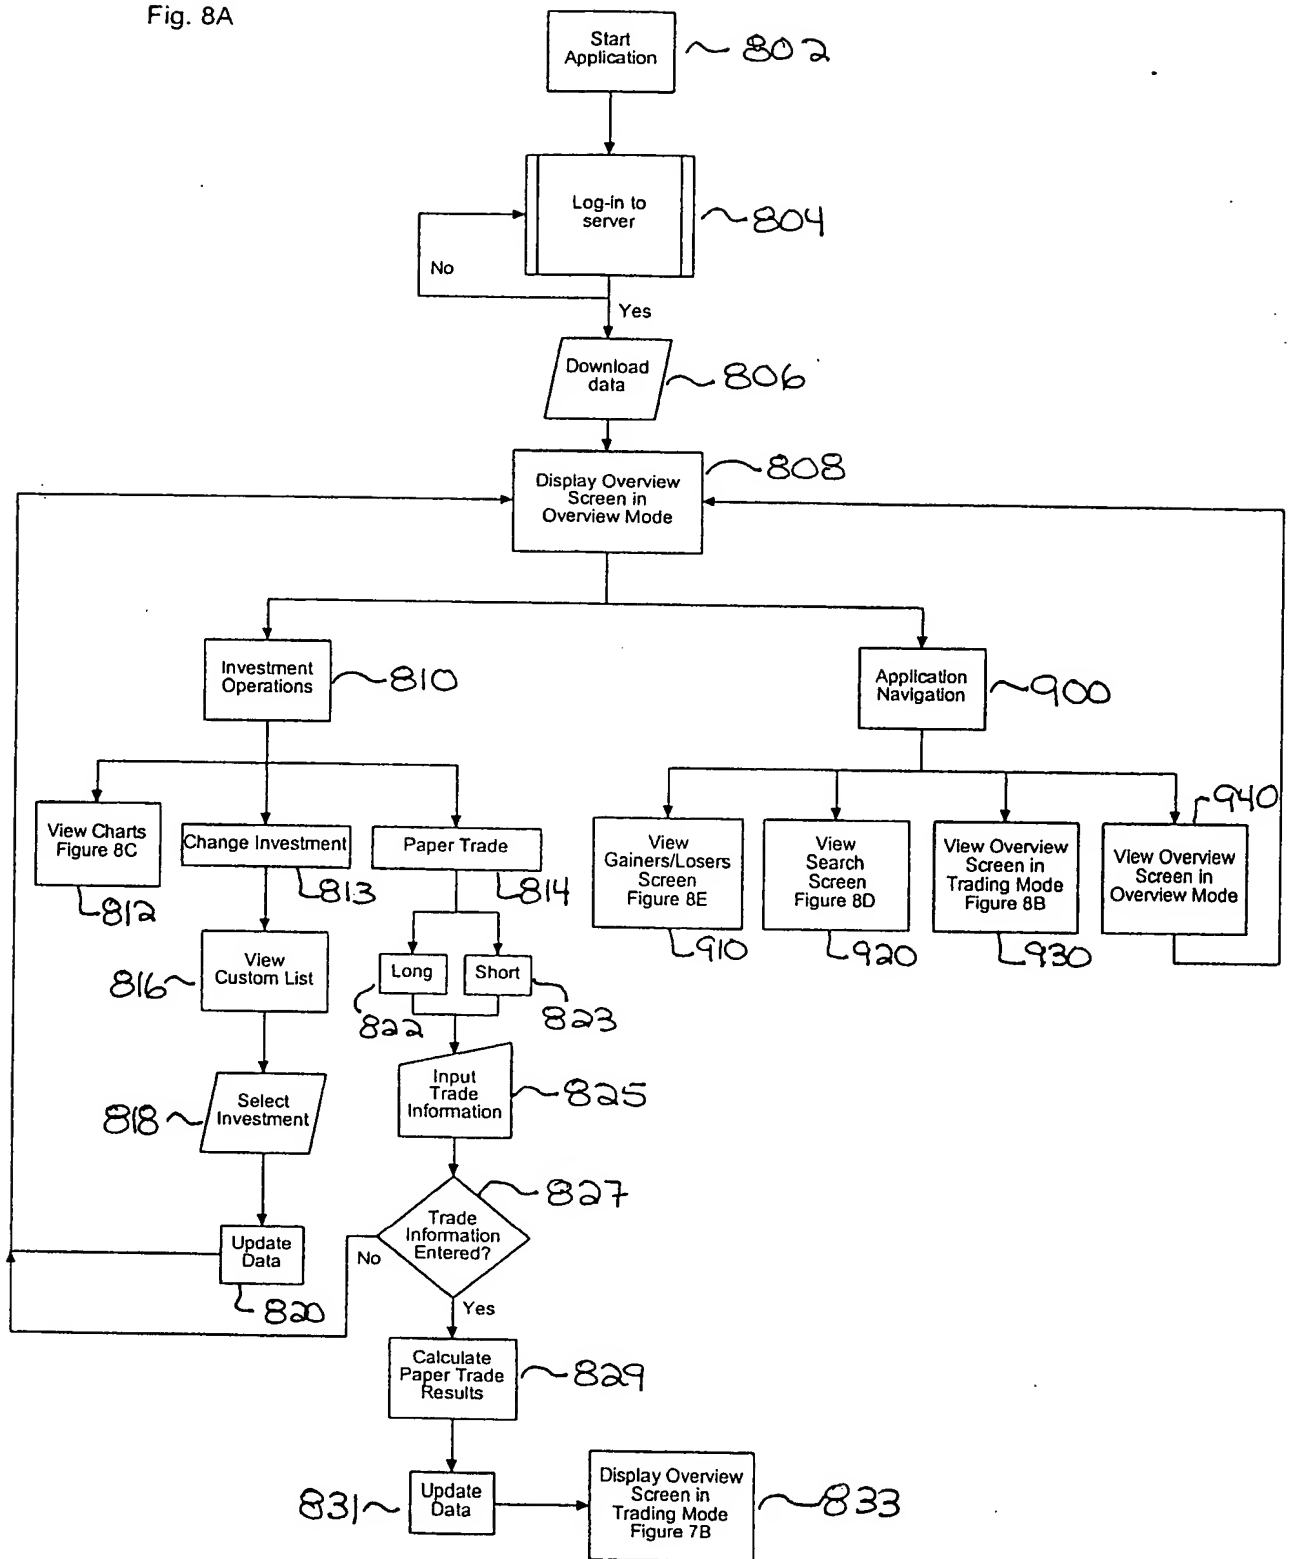 Fig. 8A
Start
Application
802
Log-in to
server
804
No
Yes
Download
data
806
Display Overview
Screen in
Overview Mode
808
Investment
Operations
810
Application
Navigation
900
View Charts
Figure 8C
812
Change Investment
813
Paper Trade
814
View
Gainers/Losers
Screen
Figure 8E
910
View
Search
Screen
Figure 8D
920
View Overview
Screen in
Trading Mode
Figure 8B
930
View Overview
Screen in
Overview Mode
940
View
Custom List
816
Long
822
Short
823
Select
Investment
818
Input
Trade
Information
825
Update
Data
820
Trade
Information
Entered?
827
No
Yes
Calculate
Paper Trade
Results
829
Update
Data
831
Display Overview
Screen in
Trading Mode
Figure 7B
833